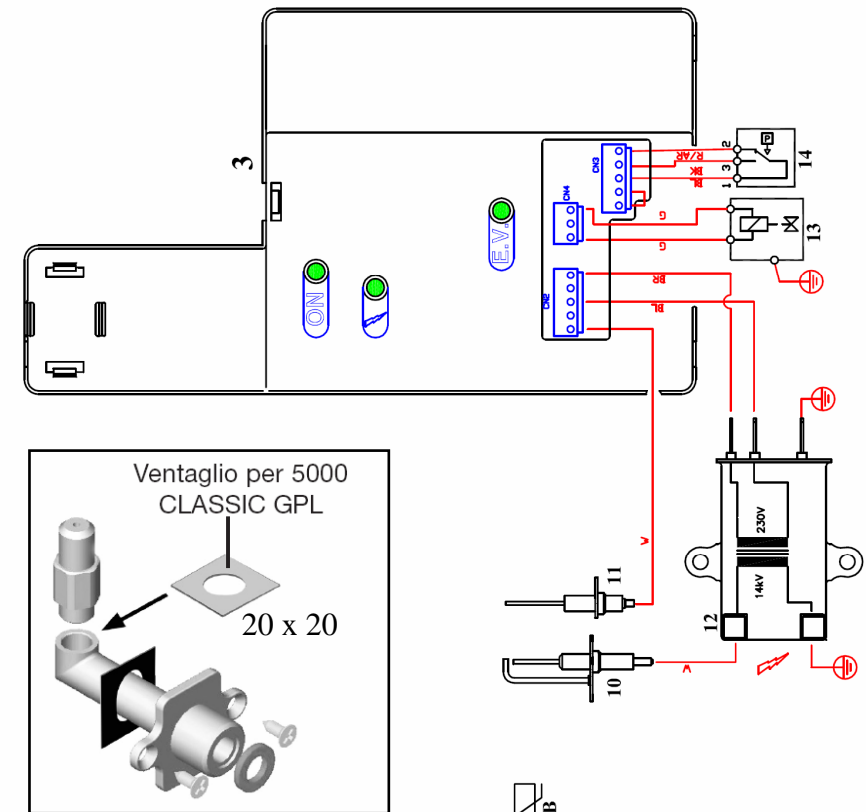 3
ON
E.V.
CN3
CN4
CN2
P
2
3
1
14
13
R/AR
BK
G
G
BR
BL
W
230V
14kV
12
11
10
W
B
Ventaglio per 5000
CLASSIC GPL
20 x 20